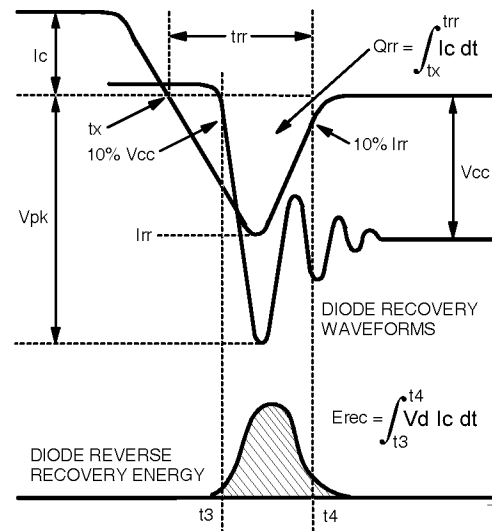 trr
Ic
Qrr = ∫ trr tx Ic dt
tx
10% Vcc
10% Irr
Vcc
Vpk
Irr
DIODE RECOVERY
WAVEFORMS
Erec = ∫ t4 t3 Vd Ic dt
DIODE REVERSE
RECOVERY ENERGY
t3
t4